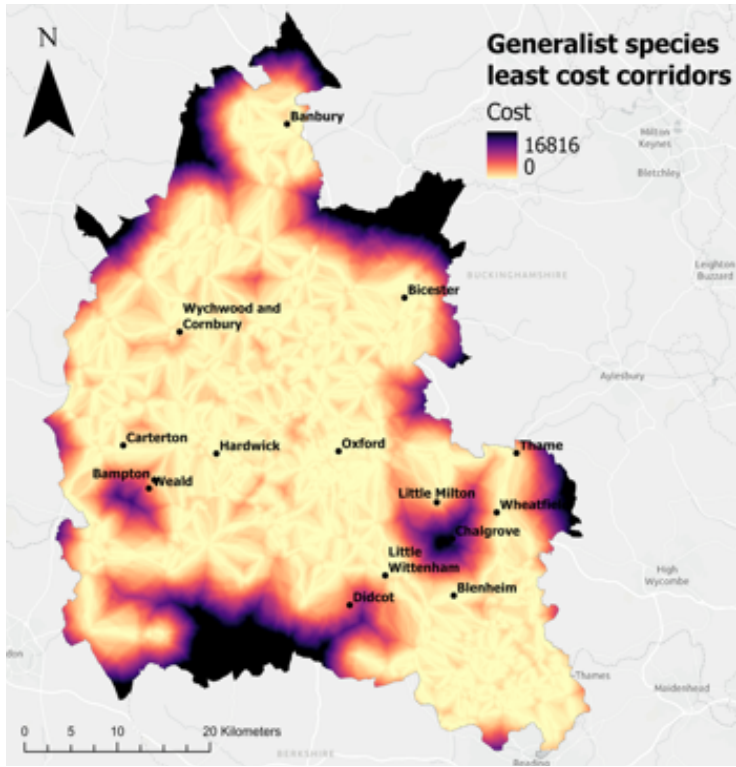 N
Generalist species
least cost corridors
Cost
16816
0
Banbury
Milton
Keynes
Bletchley
Leighton
Buzzard
BUCKINGHAMSHIRE
Bicester
Wychwood and
Cornbury
Aylesbury
Carterton
Hardwick
Oxford
Thame
Bampton
Weald
Little Milton
Wheatfiel
Chalgrove
Little
Wittenham
Blenheim
High
Wycombe
Didcot
don
Thames
Maidenhead
0 10 20 Kilometers
BERKSHIRE
Reading